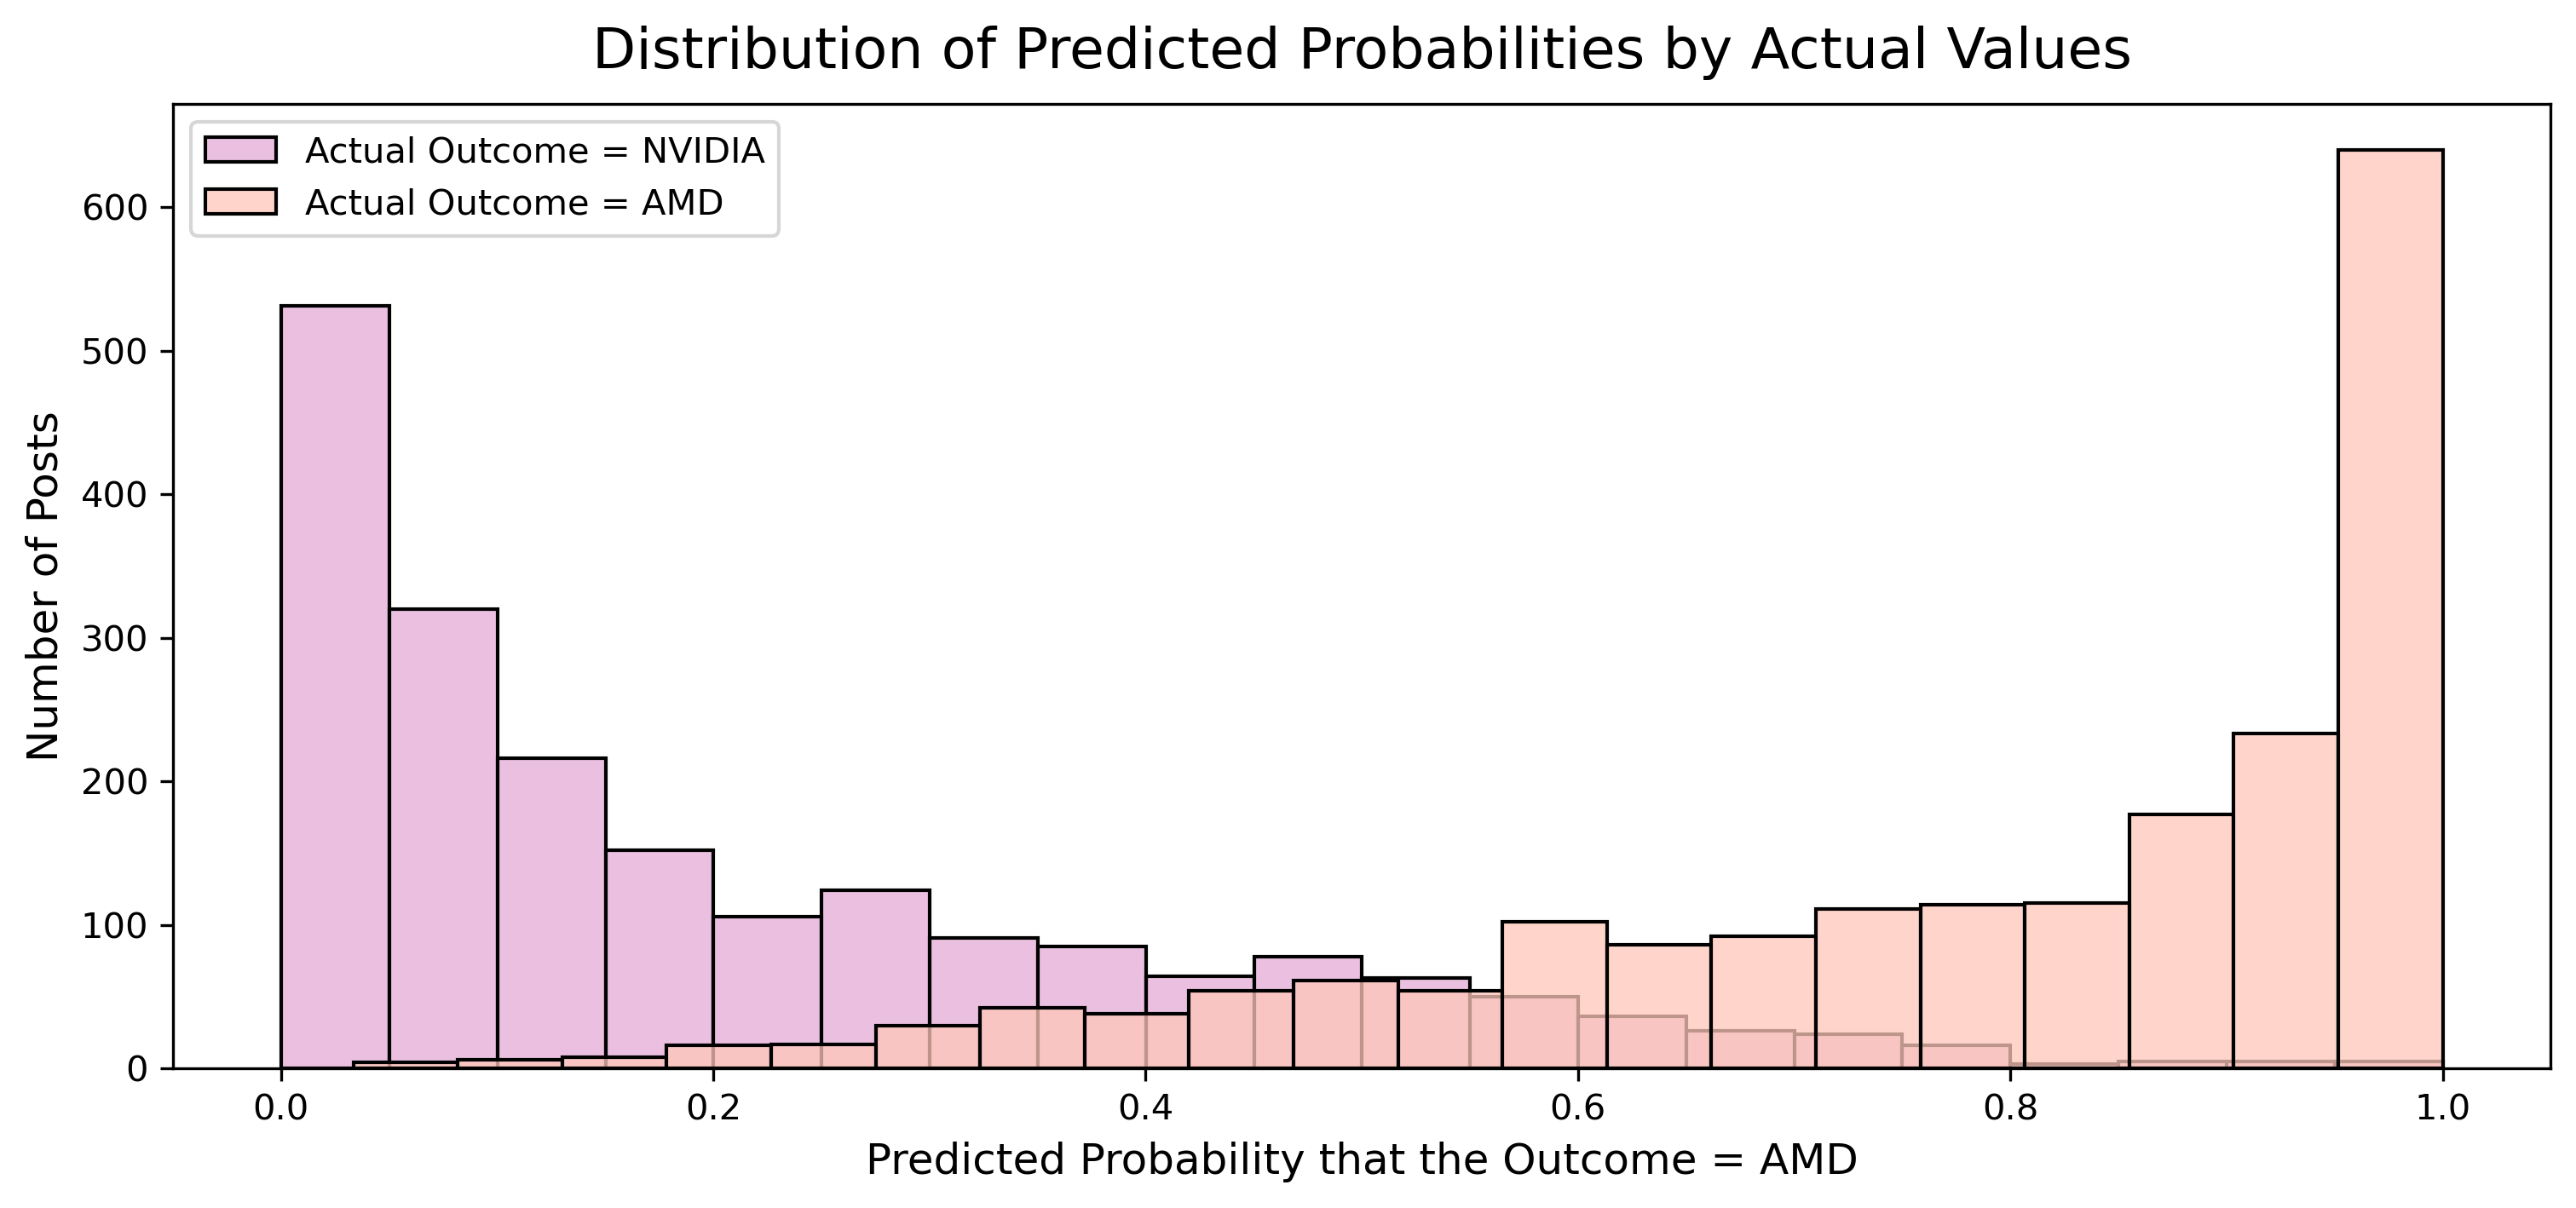 Distribution of Predicted Probabilities by Actual Values
Actual Outcome = NVIDIA
Actual Outcome = AMD
Number of Posts
600
500
400
300
200
100
0
0.0 0.2 0.4 0.6 0.8 1.0
Predicted Probability that the Outcome = AMD